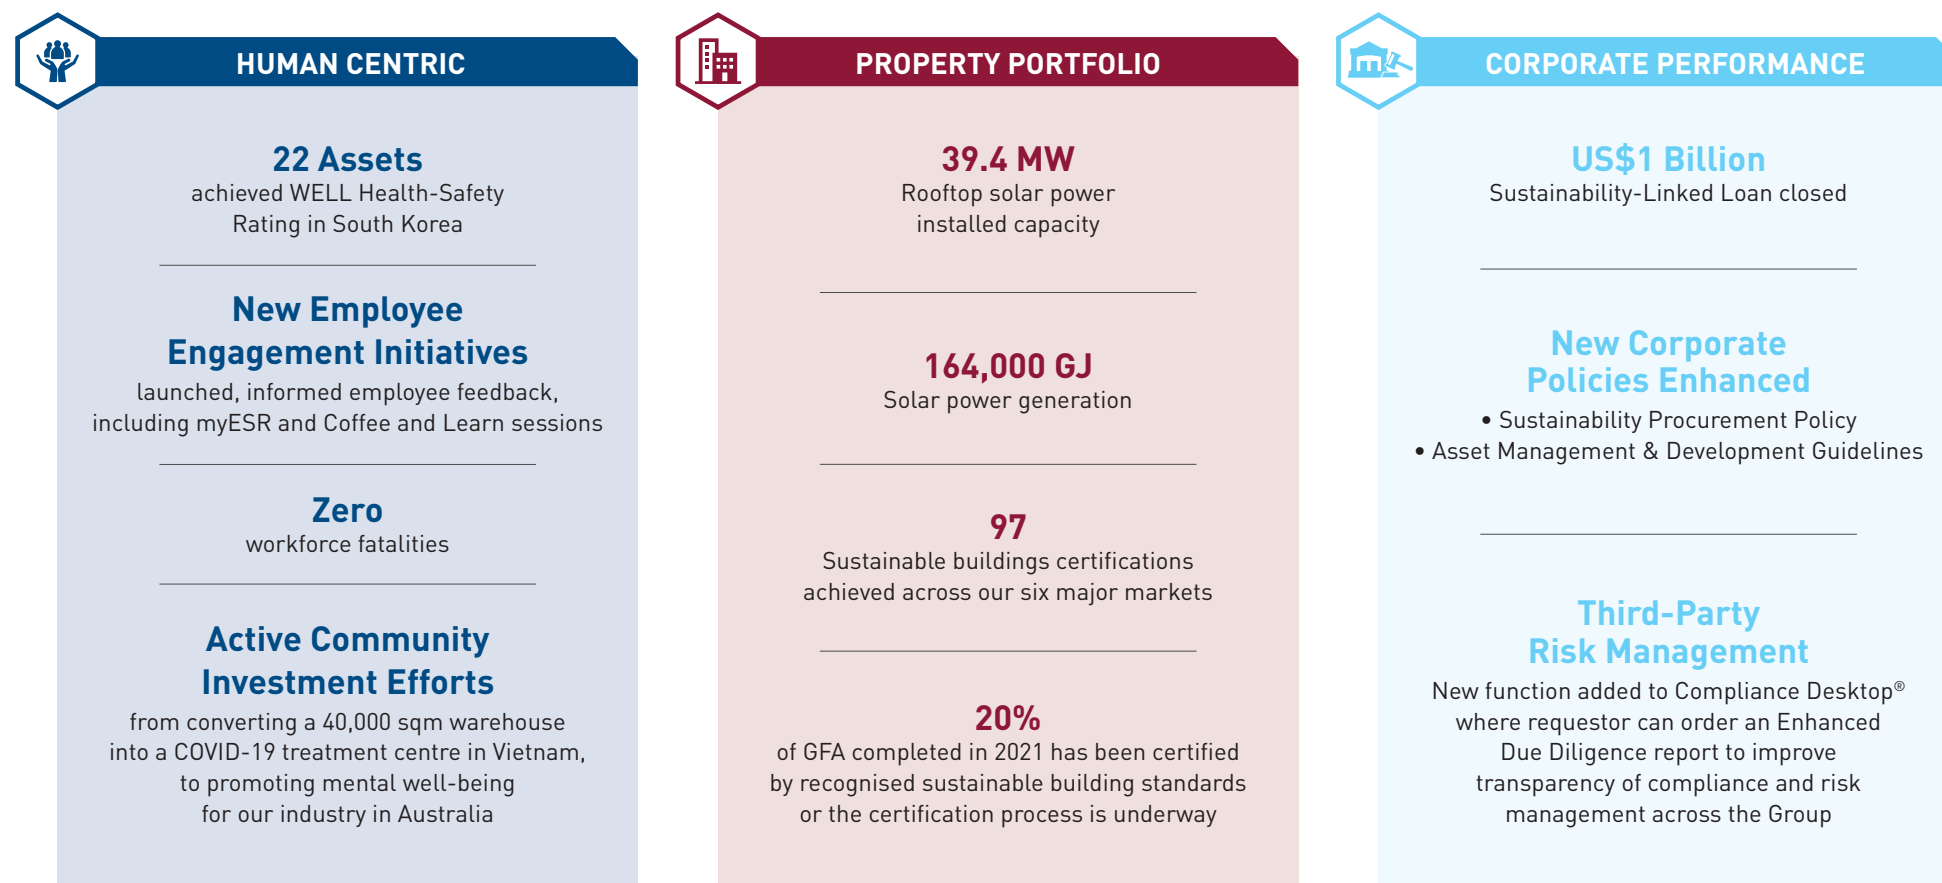 HUMAN CENTRIC
22 Assets
achieved WELL Health-Safety
Rating in South Korea
New Employee
Engagement Initiatives
launched, informed employee feedback,
including myESR and Coffee and Learn sessions
Zero
workforce fatalities
Active Community
Investment Efforts
from converting a 40,000 sqm warehouse
into a COVID-19 treatment centre in Vietnam,
to promoting mental well-being
for our industry in Australia
PROPERTY PORTFOLIO
39.4 MW
Rooftop solar power
installed capacity
164,000 GJ
Solar power generation
97
Sustainable buildings certifications
achieved across our six major markets
20%
of GFA completed in 2021 has been certified
by recognised sustainable building standards
or the certification process is underway
CORPORATE PERFORMANCE
US$1 Billion
Sustainability-Linked Loan closed
New Corporate
Policies Enhanced
• Sustainability Procurement Policy
• Asset Management & Development Guidelines
Third-Party
Risk Management
New function added to Compliance Desktop®
where requestor can order an Enhanced
Due Diligence report to improve
transparency of compliance and risk
management across the Group